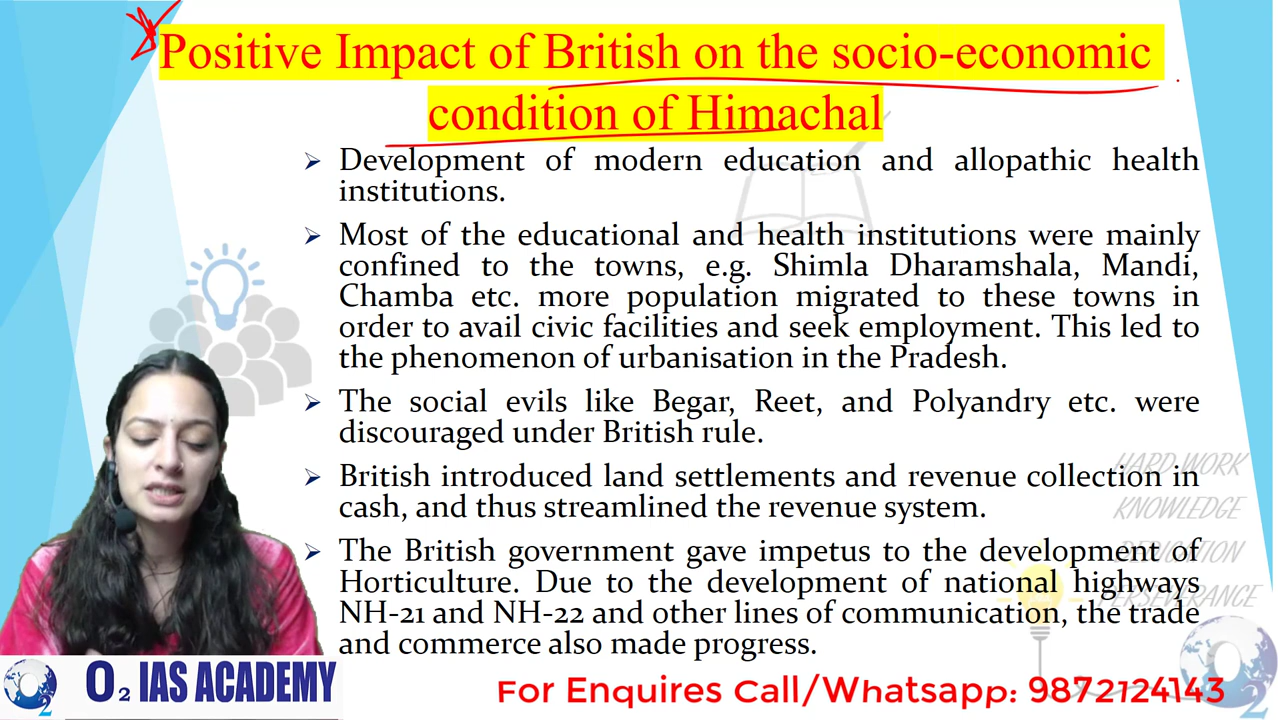 Positive Impact of British on the socio-economic
condition of Himachal
➢ Development of modern education and allopathic health
institutions.
➢ Most of the educational and health institutions were mainly
confined to the towns, e.g. Shimla Dharamshala, Mandi,
Chamba etc. more population migrated to these towns in
order to avail civic facilities and seek employment. This led to
the phenomenon of urbanisation in the Pradesh.
➢ The social evils like Begar, Reet, and Polyandry etc. were
discouraged under British rule.
➢ British introduced land settlements and revenue collection in
cash, and thus streamlined the revenue system.
➢ The British government gave impetus to the development of
Horticulture. Due to the development of national highways
NH-21 and NH-22 and other lines of communication, the trade
and commerce also made progress.
HARD WORK
KNOWLEDGE
DEDICATION
PERSEVERANCE
O2
O2 IAS ACADEMY
For Enquires Call/Whatsapp: 9872124143
O2